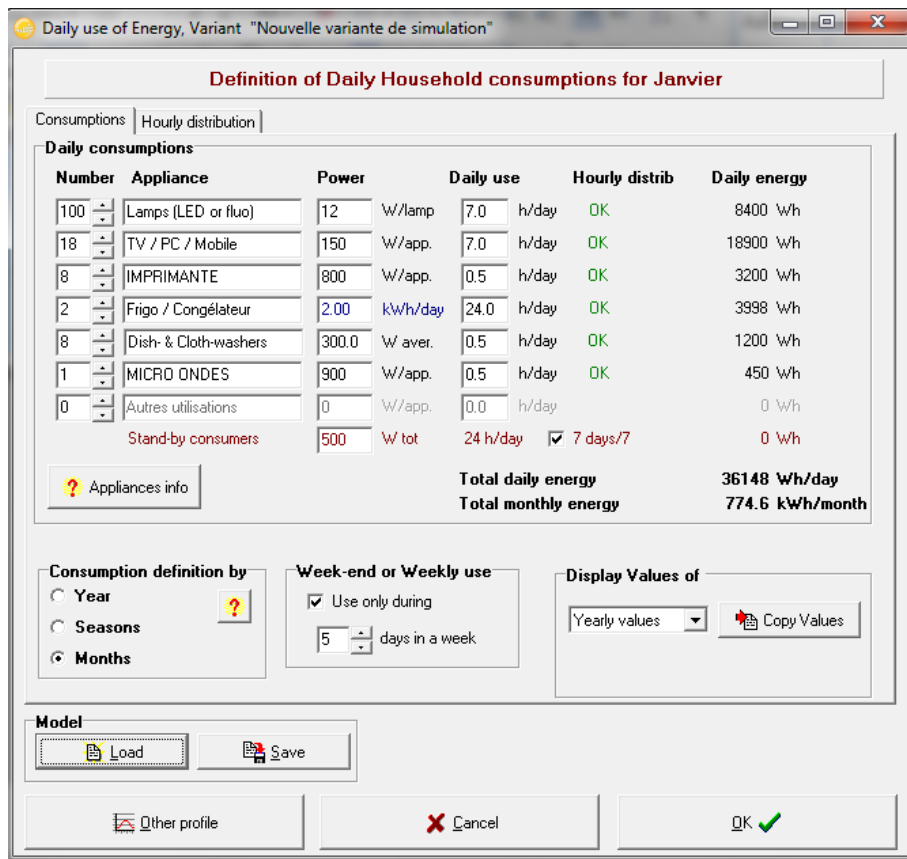 Daily use of Energy, Variant "Nouvelle variante de simulation"
Definition of Daily Household consumptions for Janvier
Consumptions Hourly distribution
Daily consumptions
Number Appliance Power Daily use Hourly distrib Daily energy
100 Lamps (LED or fluo) 12 W/lamp 7.0 h/day OK 8400 Wh
18 TV / PC / Mobile 150 W/app. 7.0 h/day OK 18900 Wh
8 IMPRIMANTE 800 W/app. 0.5 h/day OK 3200 Wh
2 Frigo / Congélateur 2.00 kWh/day 24.0 h/day OK 3998 Wh
8 Dish- & Cloth-washers 300.0 W aver. 0.5 h/day OK 1200 Wh
1 MICRO ONDES 900 W/app. 0.5 h/day OK 450 Wh
0 Autres utilisations 0 W/app. 0.0 h/day 0 Wh
Stand-by consumers 500 W tot 24 h/day 7 days/7 0 Wh
? Appliances info
Total daily energy 36148 Wh/day
Total monthly energy 774.6 kWh/month
Consumption definition by
Year
?
Seasons
Months
Week-end or Weekly use
Use only during
5 days in a week
Display Values of
Yearly values Copy Values
Model
Load Save
Other profile Cancel OK